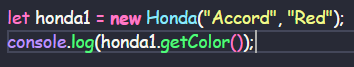 let honda1 = new Honda("Accord", "Red");
console.log(honda1.getColor());